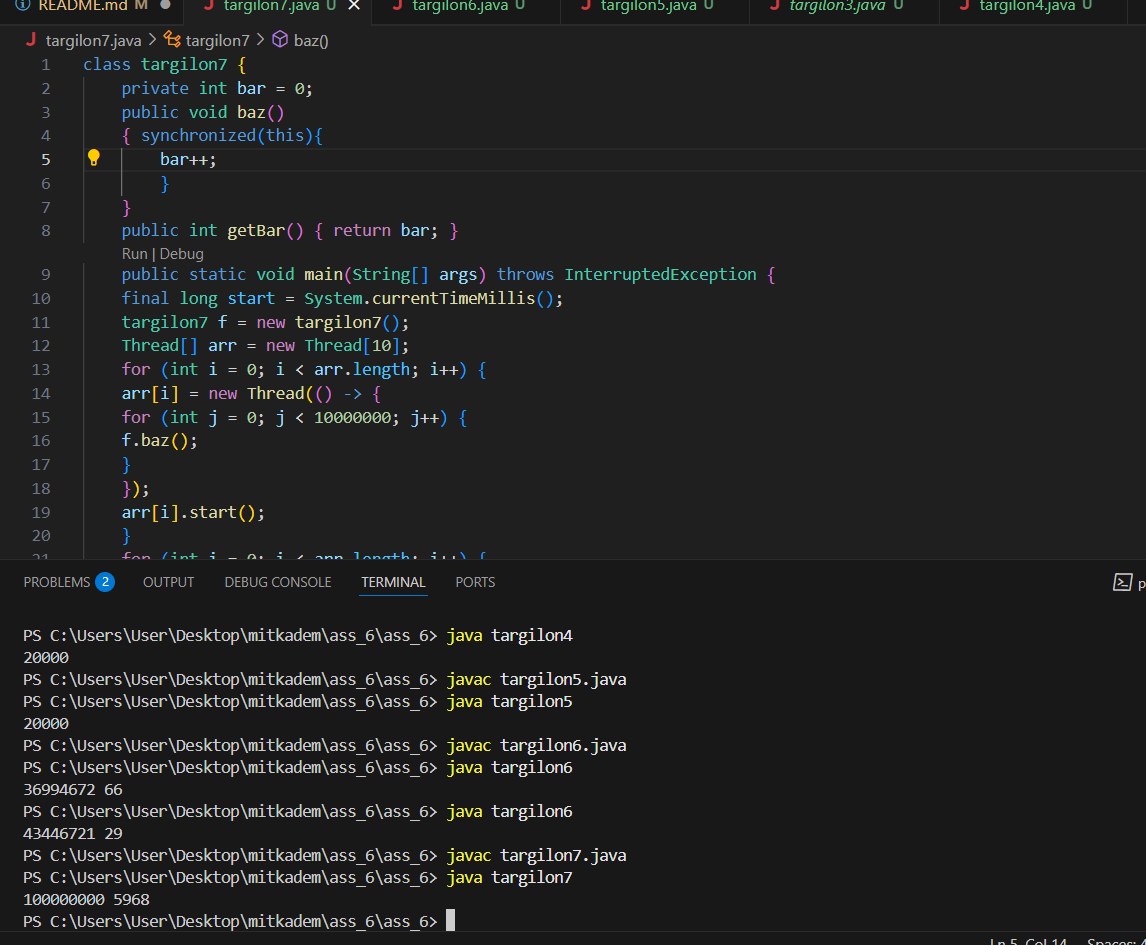 README.md M
J targilon7.java U
J targilon6.java U
J targilon5.java U
J targilon3.java U
J targilon4.java U
J targilon7.java > targilon7 > baz()
1 class targilon7 {
2 private int bar = 0;
3 public void baz()
4 { synchronized(this){
5 bar++;
6 }
7 }
8 public int getBar() { return bar; }
Run | Debug
9 public static void main(String[] args) throws InterruptedException {
10 final long start = System.currentTimeMillis();
11 targilon7 f = new targilon7();
12 Thread[] arr = new Thread[10];
13 for (int i = 0; i < arr.length; i++) {
14 arr[i] = new Thread(() -> {
15 for (int j = 0; j < 10000000; j++) {
16 f.baz();
17 }
18 });
19 arr[i].start();
20 }
21 for (int i = 0; i < arr.length; i++) {
PROBLEMS 2 OUTPUT DEBUG CONSOLE TERMINAL PORTS
PS C:\Users\User\Desktop\mitkadem\ass_6\ass_6> java targilon4
20000
PS C:\Users\User\Desktop\mitkadem\ass_6\ass_6> javac targilon5.java
PS C:\Users\User\Desktop\mitkadem\ass_6\ass_6> java targilon5
20000
PS C:\Users\User\Desktop\mitkadem\ass_6\ass_6> javac targilon6.java
PS C:\Users\User\Desktop\mitkadem\ass_6\ass_6> java targilon6
36994672 66
PS C:\Users\User\Desktop\mitkadem\ass_6\ass_6> java targilon6
43446721 29
PS C:\Users\User\Desktop\mitkadem\ass_6\ass_6> javac targilon7.java
PS C:\Users\User\Desktop\mitkadem\ass_6\ass_6> java targilon7
100000000 5968
PS C:\Users\User\Desktop\mitkadem\ass_6\ass_6>
Ln 5, Col 14 Spaces: 4